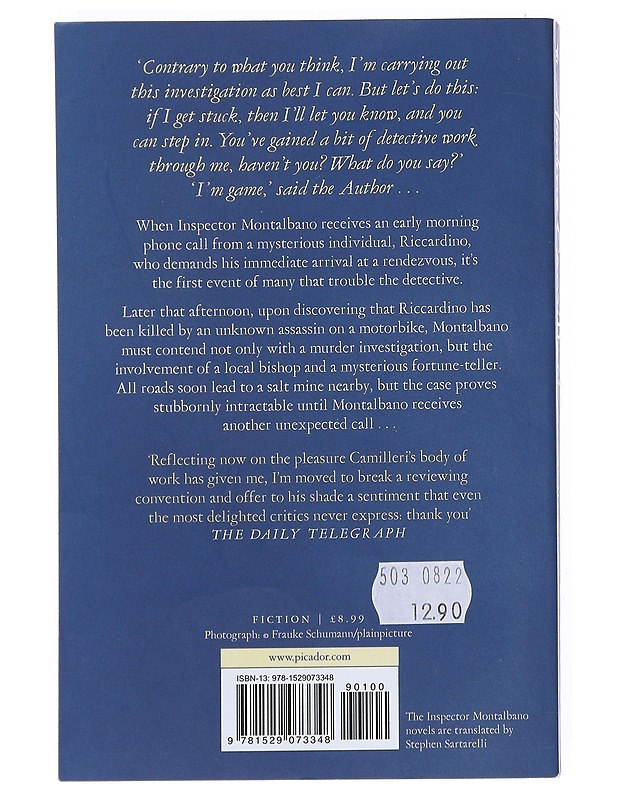 ‘Contrary to what you think, I’m carrying out
this investigation as best I can. But let’s do this:
if I get stuck, then I’ll let you know, and you
can step in. You’ve gained a bit of detective work
through me, haven’t you? What do you say?’
‘I’m game,’ said the Author . . .
When Inspector Montalbano receives an early morning
phone call from a mysterious individual, Riccardino,
who demands his immediate arrival at a rendezvous, it’s
the first event of many that trouble the detective.
Later that afternoon, upon discovering that Riccardino has
been killed by an unknown assassin on a motorbike, Montalbano
must contend not only with a murder investigation, but the
involvement of a local bishop and a mysterious fortune-teller.
All roads soon lead to a salt mine nearby, but the case proves
stubbornly intractable until Montalbano receives
another unexpected call . . .
‘Reflecting now on the pleasure Camilleri’s body of
work has given me, I’m moved to break a reviewing
convention and offer to his shade a sentiment that even
the most delighted critics never express: thank you’
THE DAILY TELEGRAPH
503 0822
12.90
FICTION | £8.99
Photograph: © Frauke Schumann/plainpicture
www.picador.com
ISBN-13: 978-1529073348
90100
9 781529 073348
The Inspector Montalbano
novels are translated by
Stephen Sartarelli